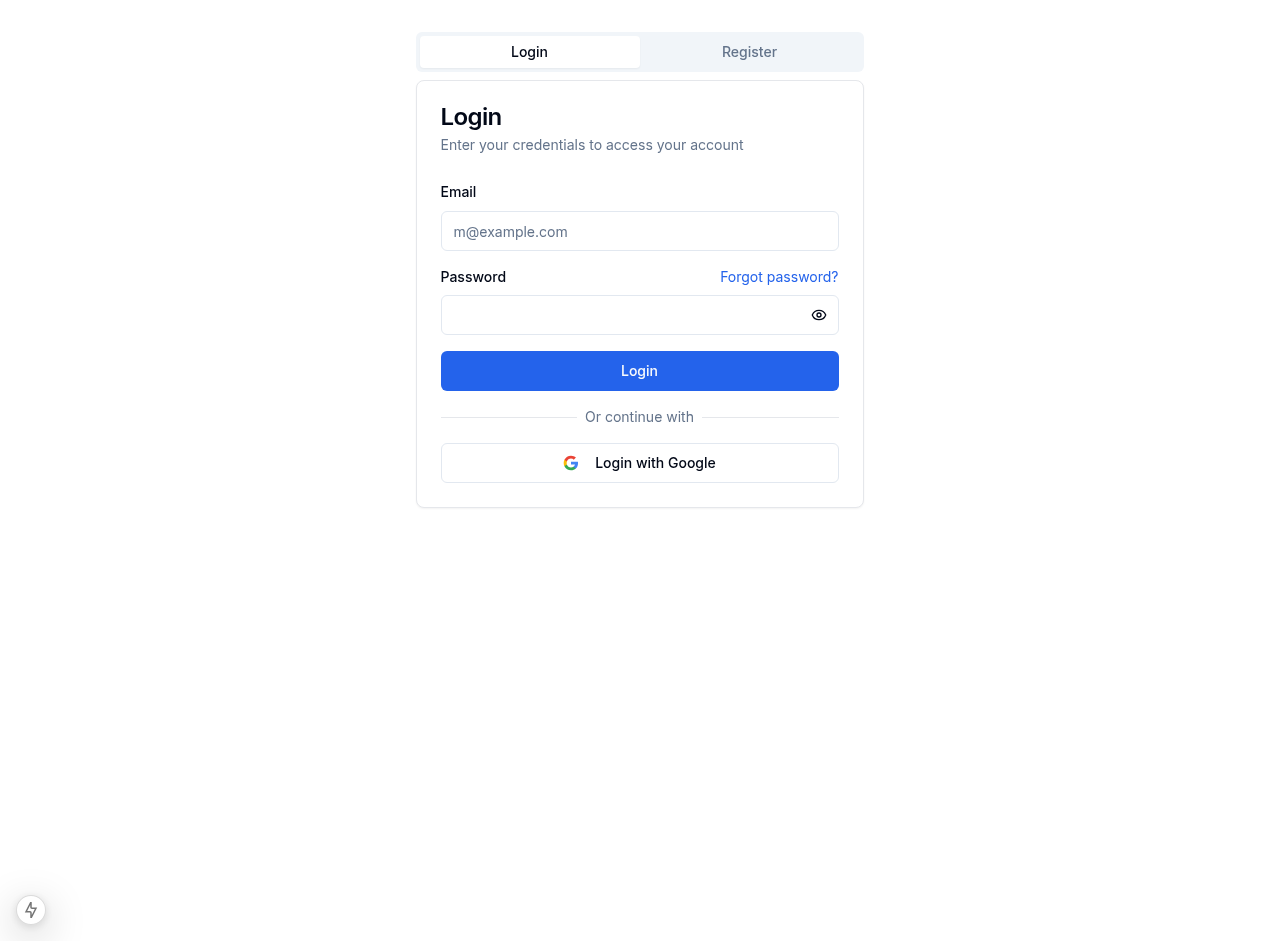 Login
Register
Login
Enter your credentials to access your account
Email
m@example.com
Password
Forgot password?
Login
Or continue with
Login with Google